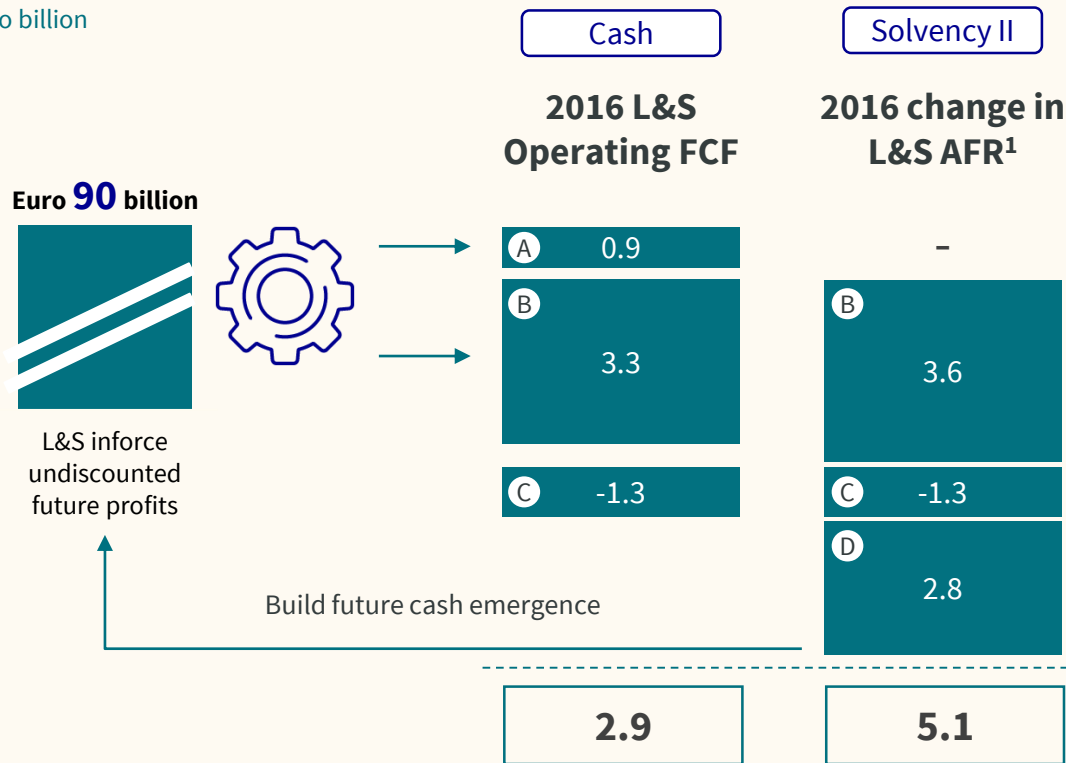 billion
Cash
Solvency II
2016 L&S
Operating FCF
2016 change in
L&S AFR¹
Euro 90 billion
A 0.9
-
B
3.3
B
3.6
L&S inforce
undiscounted
future profits
C -1.3
C -1.3
D
2.8
Build future cash emergence
2.9
5.1